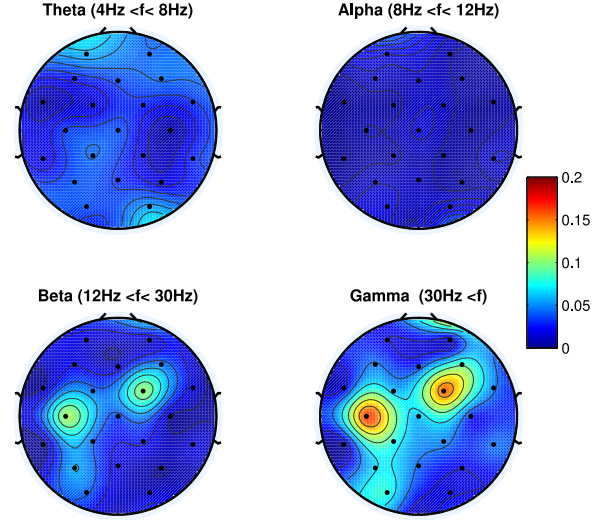 Theta (4Hz <f< 8Hz)
Alpha (8Hz <f< 12Hz)
0.2
0.15
0.1
0.05
0
Beta (12Hz <f< 30Hz)
Gamma (30Hz <f)